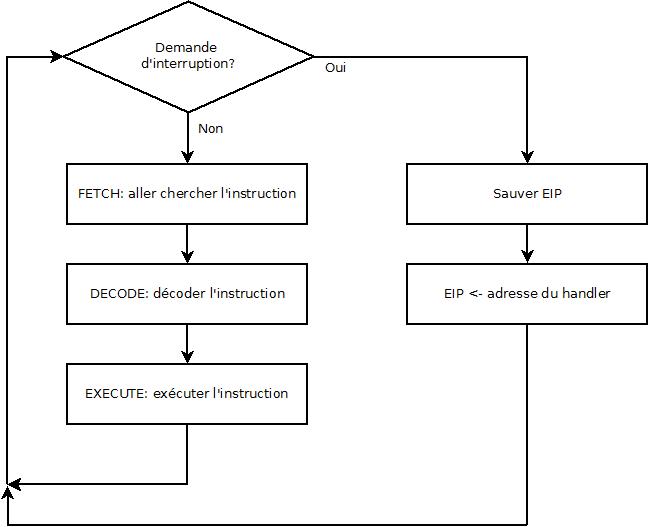 Demande
d'interruption?
Oui
Non
FETCH: aller chercher l'instruction
Sauver EIP
DECODE: décoder l'instruction
EIP <- adresse du handler
EXECUTE: exécuter l'instruction